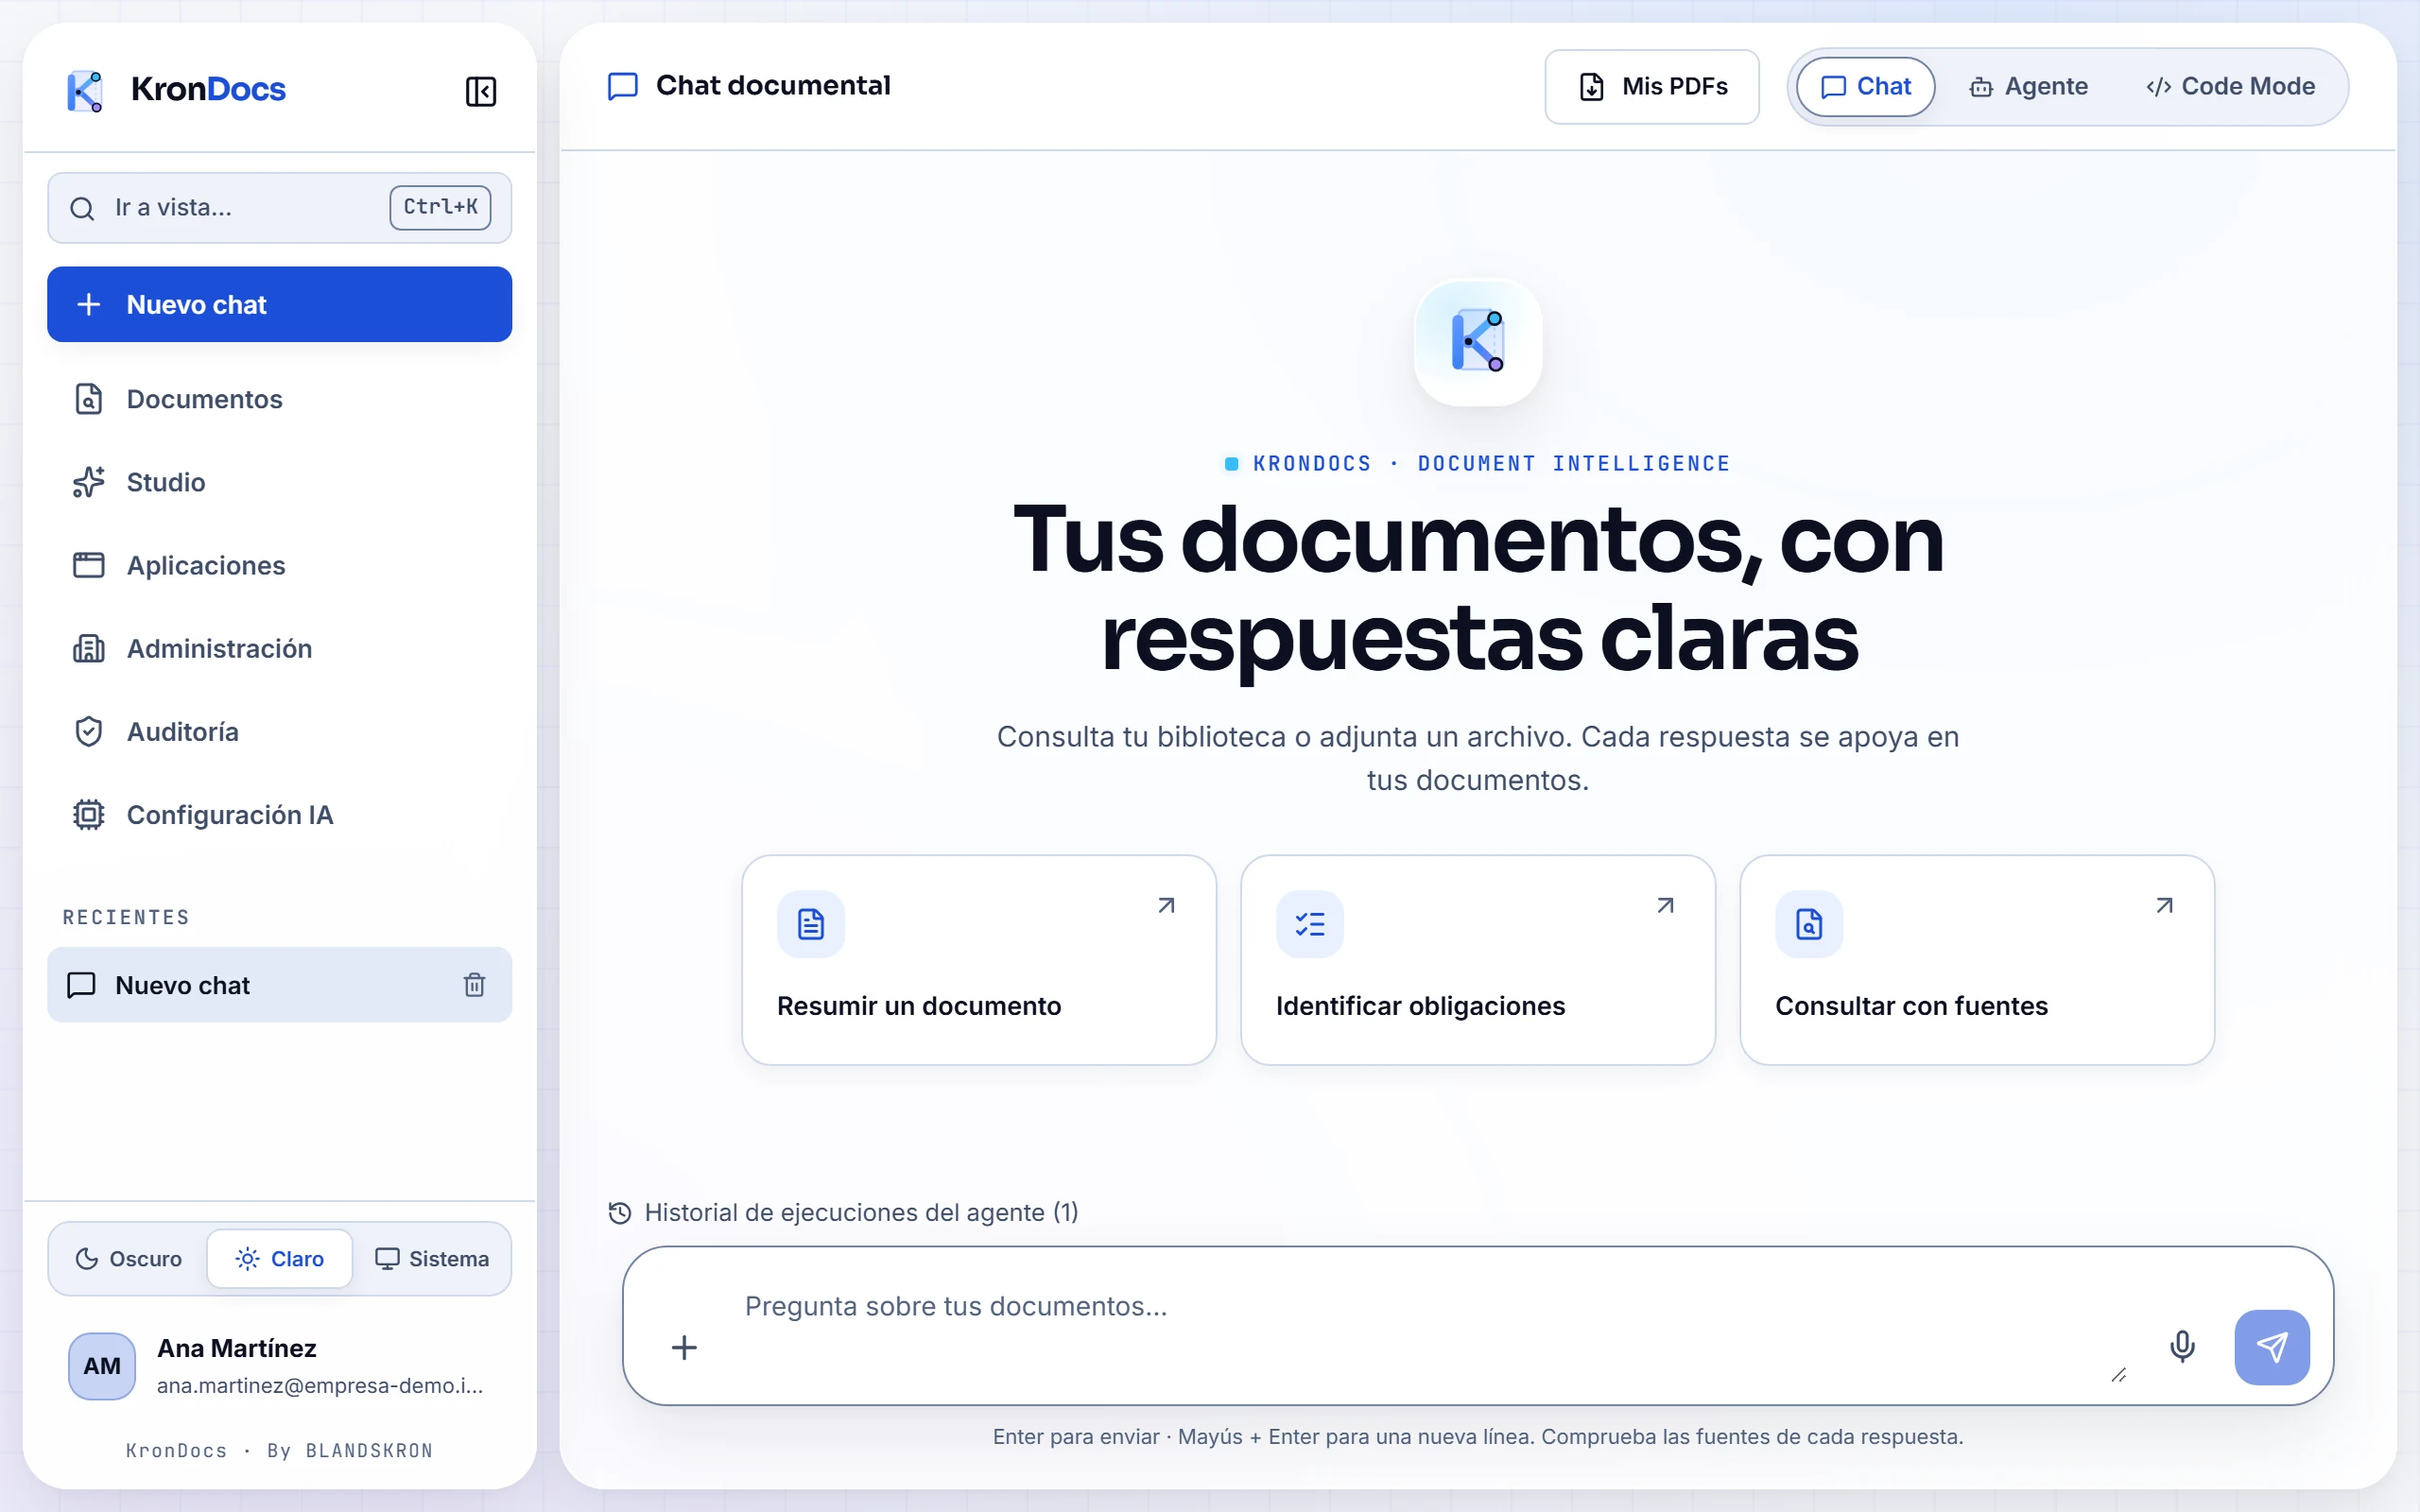 KronDocs
Ir a vista...
Ctrl+K
Nuevo chat
Documentos
Studio
Aplicaciones
Administración
Auditoría
Configuración IA
RECIENTES
Nuevo chat
Oscuro
Claro
Sistema
AM
Ana Martínez
ana.martinez@empresa-demo.i...
KronDocs · By BLANDSKRON
Chat documental
Mis PDFs
Chat
Agente
Code Mode
KRONDOCS · DOCUMENT INTELLIGENCE
Tus documentos, con
respuestas claras
Consulta tu biblioteca o adjunta un archivo. Cada respuesta se apoya en
tus documentos.
Resumir un documento
Identificar obligaciones
Consultar con fuentes
Historial de ejecuciones del agente (1)
Pregunta sobre tus documentos...
Enter para enviar · Mayús + Enter para una nueva línea. Comprueba las fuentes de cada respuesta.